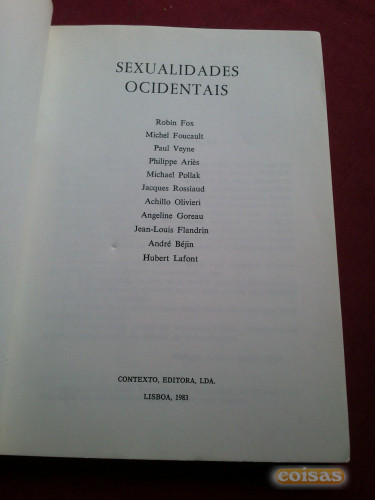 SEXUALIDADES
OCIDENTAIS
Robin Fox
Michel Foucault
Paul Veyne
Philippe Ariès
Michael Pollak
Jacques Rossiaud
Achillo Olivieri
Angeline Goreau
Jean-Louis Flandrin
André Béjin
Hubert Lafont
CONTEXTO, EDITORA, LDA.
LISBOA, 1983
coisas